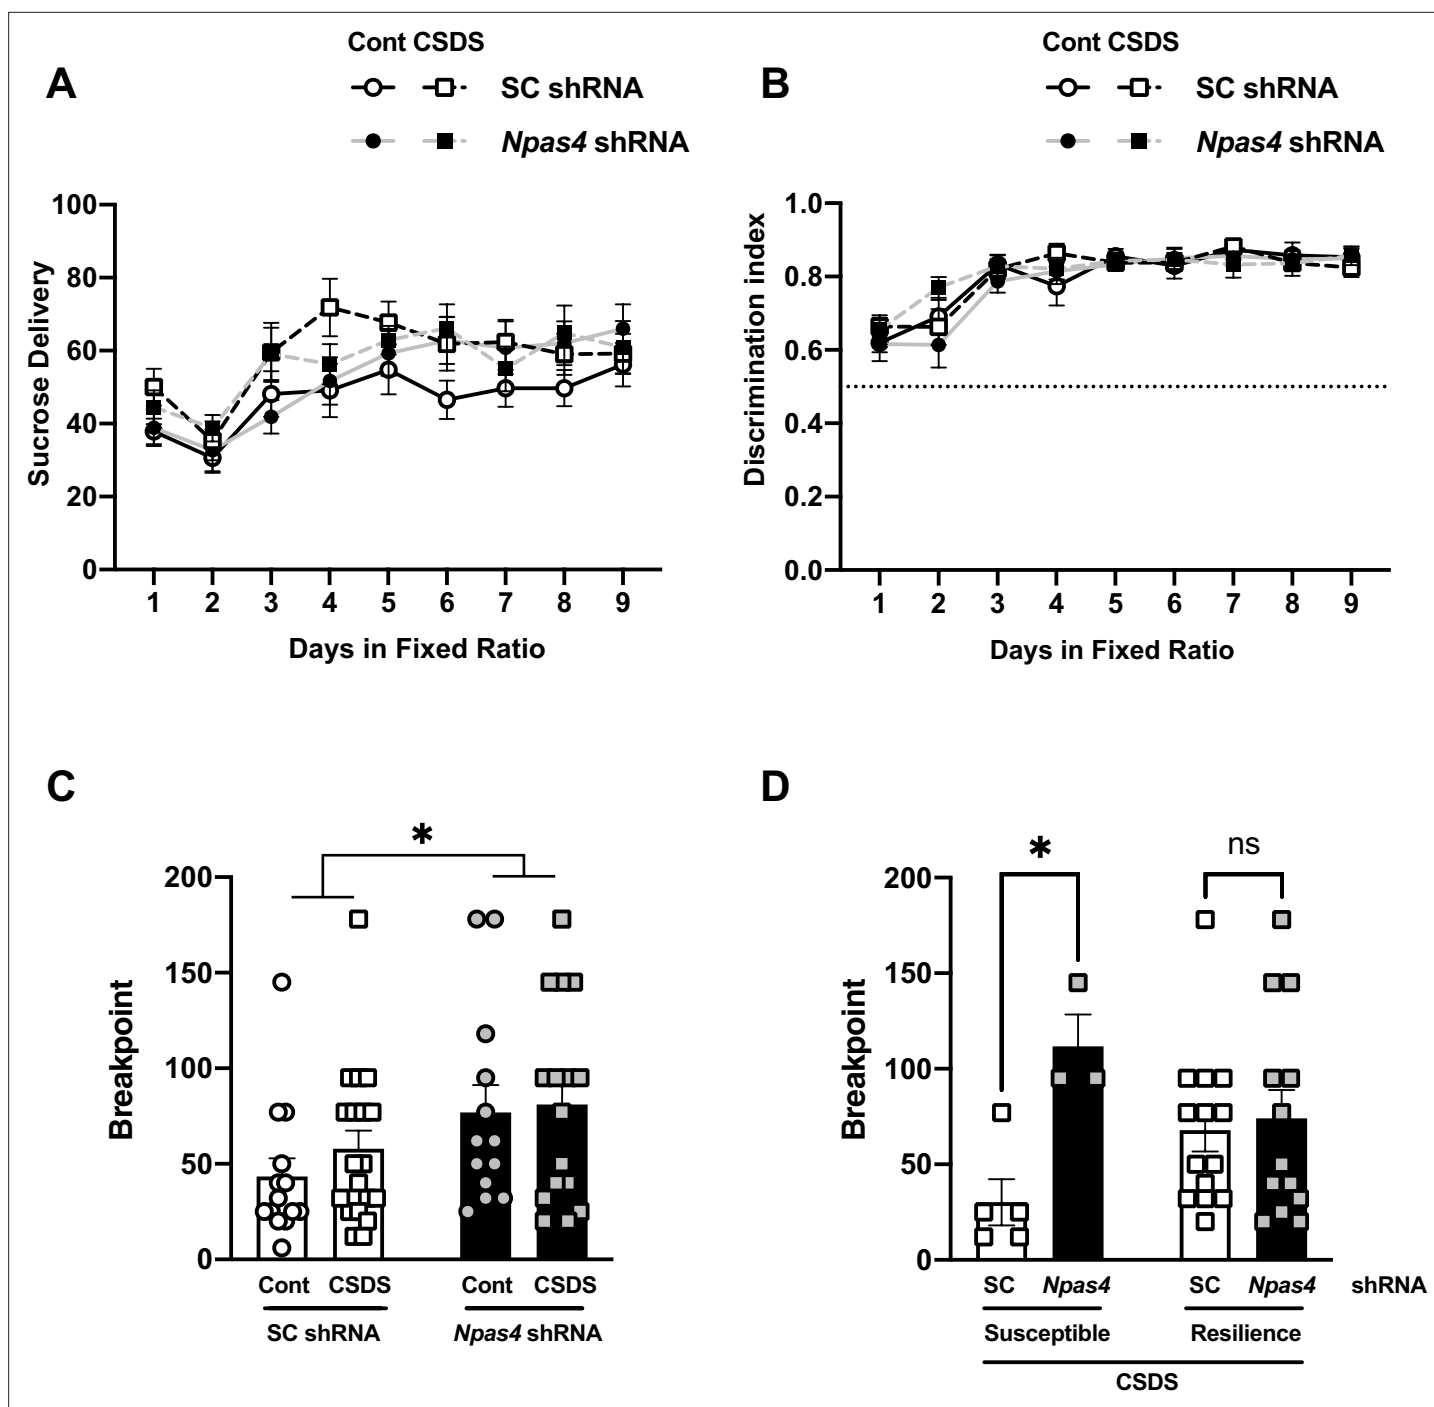 A
Cont CSDS
SC shRNA
Npas4 shRNA
Sucrose Delivery
100
80
60
40
20
0
1 2 3 4 5 6 7 8 9
Days in Fixed Ratio
B
Cont CSDS
SC shRNA
Npas4 shRNA
Discrimination index
1.0
0.8
0.6
0.4
0.2
0.0
1 2 3 4 5 6 7 8 9
Days in Fixed Ratio
C
*
Breakpoint
200
150
100
50
0
Cont CSDS Cont CSDS
SC shRNA Npas4 shRNA
D
* ns
Breakpoint
200
150
100
50
0
SC Npas4 SC Npas4 shRNA
Susceptible Resilience
CSDS